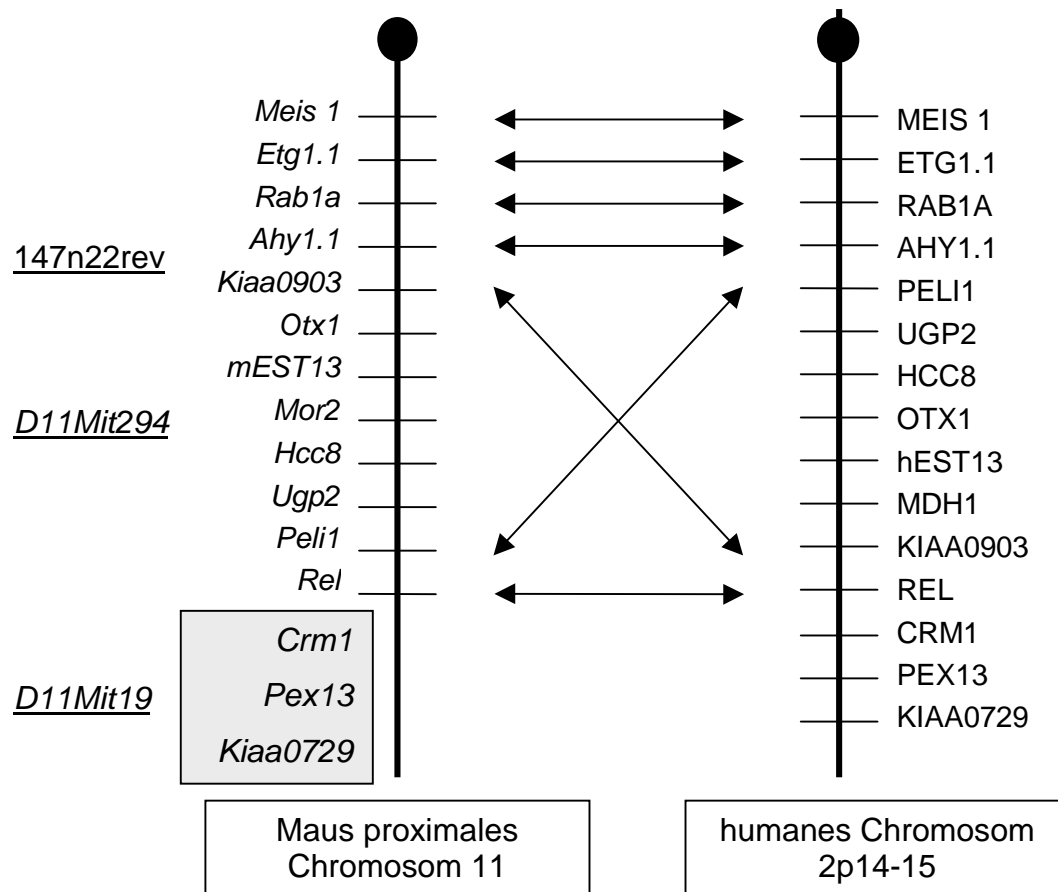 Meis 1
Etg1.1
Rab1a
Ahy1.1
147n22rev
Kiaa0903
Otx1
mEST13
Mor2
D11Mit294
Hcc8
Ugp2
Peli1
Rel
Crm1
D11Mit19
Pex13
Kiaa0729
MEIS 1
ETG1.1
RAB1A
AHY1.1
PELI1
UGP2
HCC8
OTX1
hEST13
MDH1
KIAA0903
REL
CRM1
PEX13
KIAA0729
Maus proximales
Chromosom 11
humanes Chromosom
2p14-15